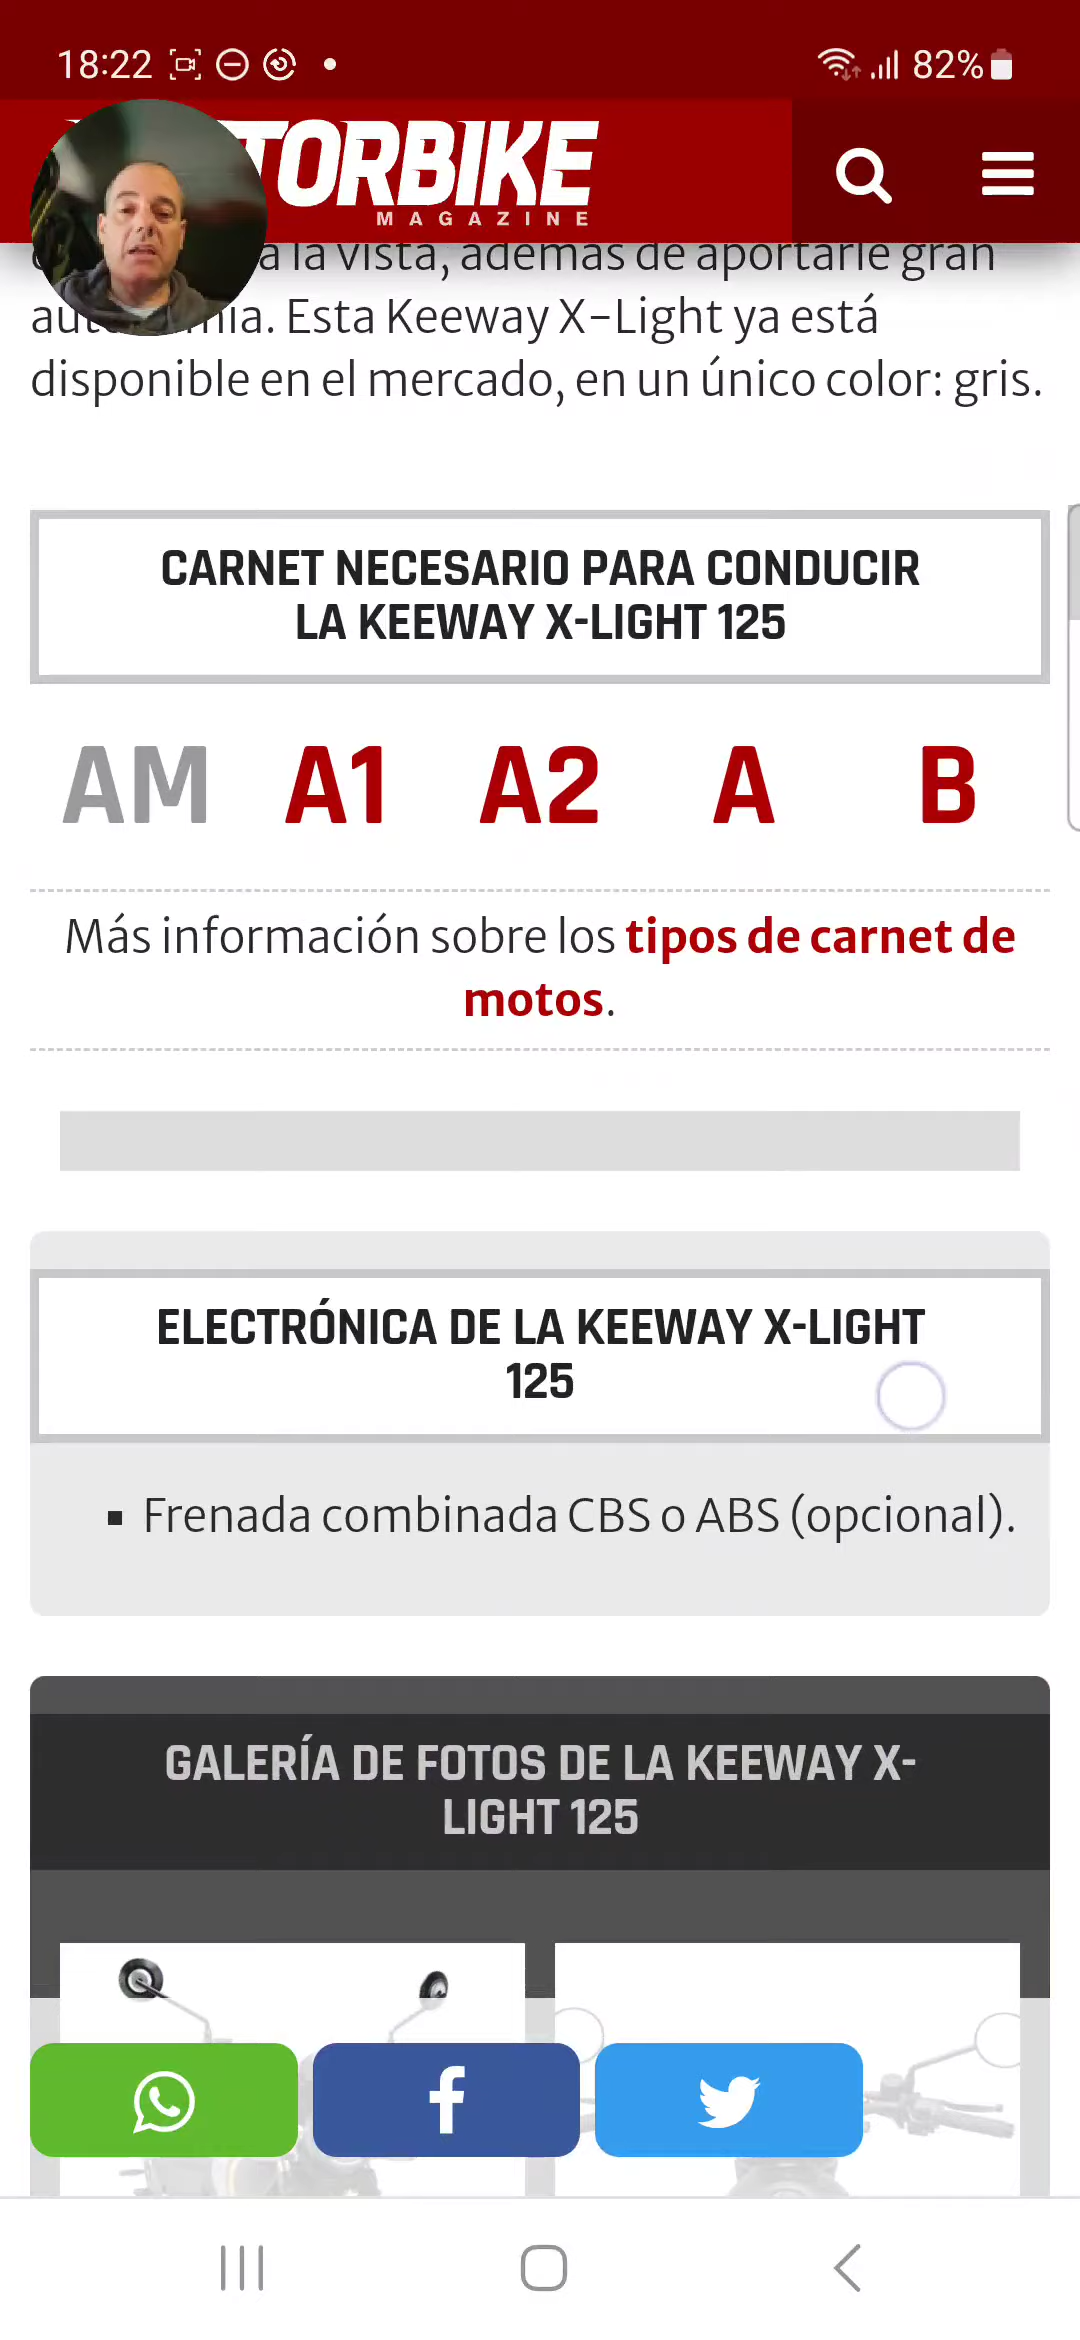 18:22
82%
TORBIKE
MAGAZINE
a la vista, además de aportarle gran
mía. Esta Keeway X-Light ya está
disponible en el mercado, en un único color: gris.
CARNET NECESARIO PARA CONDUCIR
LA KEEWAY X-LIGHT 125
AM A1 A2 A B
Más información sobre los tipos de carnet de
motos.
ELECTRÓNICA DE LA KEEWAY X-LIGHT
125
▪ Frenada combinada CBS o ABS (opcional).
GALERÍA DE FOTOS DE LA KEEWAY X-
LIGHT 125